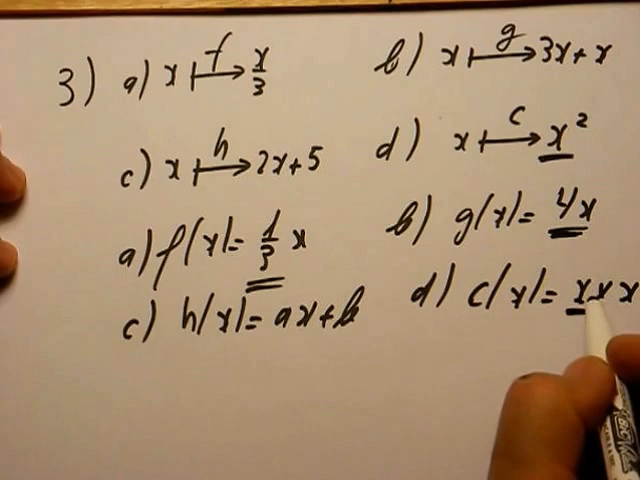 3) a) x ↦f x/3 b) x ↦g 3x + x
c) x ↦h 2x + 5 d) x ↦c x²
a) f(x) = 1/3 x b) g(x) = 4x
c) h(x) = ax + b d) c(x) = x × x